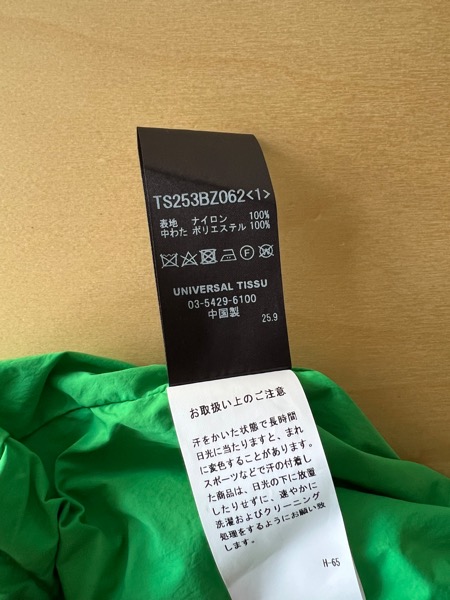 TS253BZ062<1>
表地 ナイロン 100%
中わた ポリエステル 100%
UNIVERSAL TISSU
03-5429-6100
中国製
25.9
お取扱い上のご注意
汗をかいた状態で長時間
日光に当たりますと、まれ
に変色することがあります。
スポーツなどで汗の付着し
た商品は、日光の下に放置
したりせずに、速やかに
洗濯およびクリーニング
処理をするようにお願い致
します。
H-65